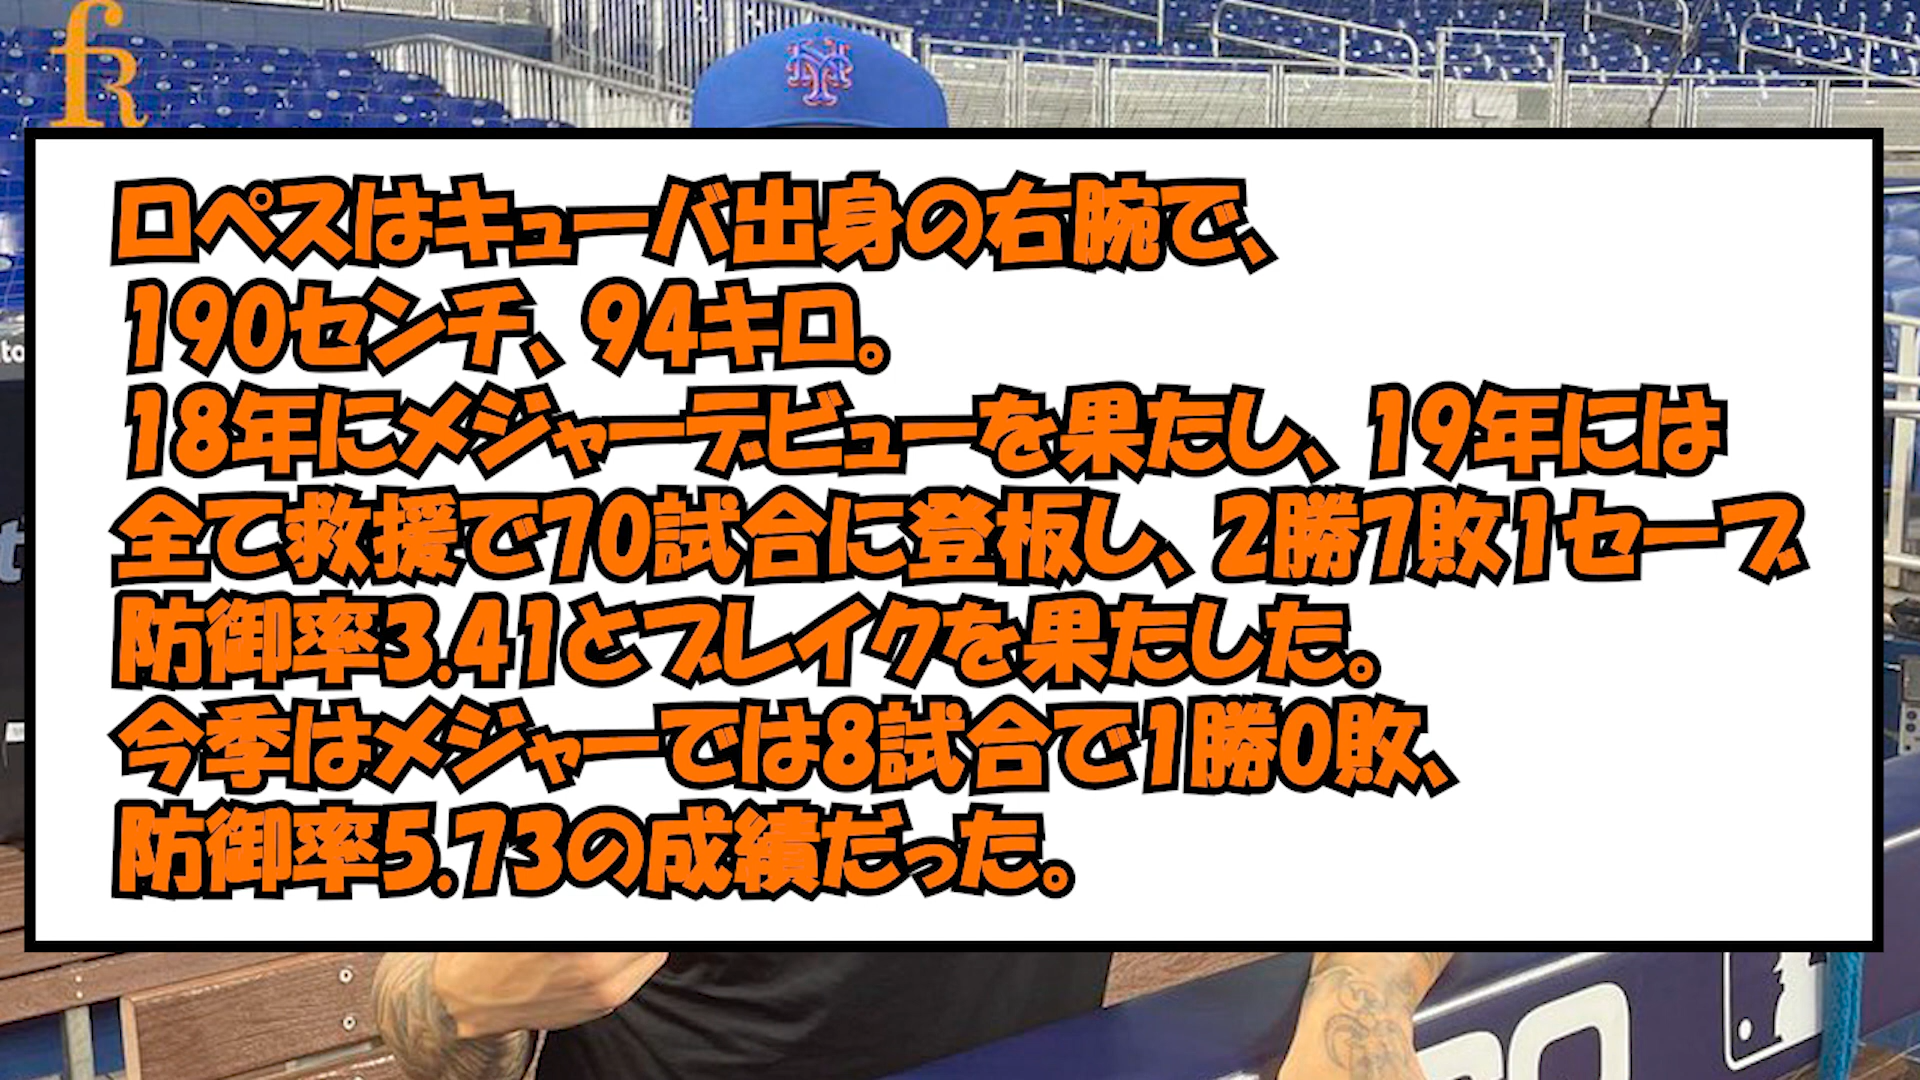 fR
ロペスはキューバ出身の右腕で、
190センチ、94キロ。
18年にメジャーデビューを果たし、19年には
全て救援で70試合に登板し、2勝7敗1セーブ
防御率3.41とブレイクを果たした。
今季はメジャーでは8試合で1勝0敗、
防御率5.73の成績だった。
NY
to
t